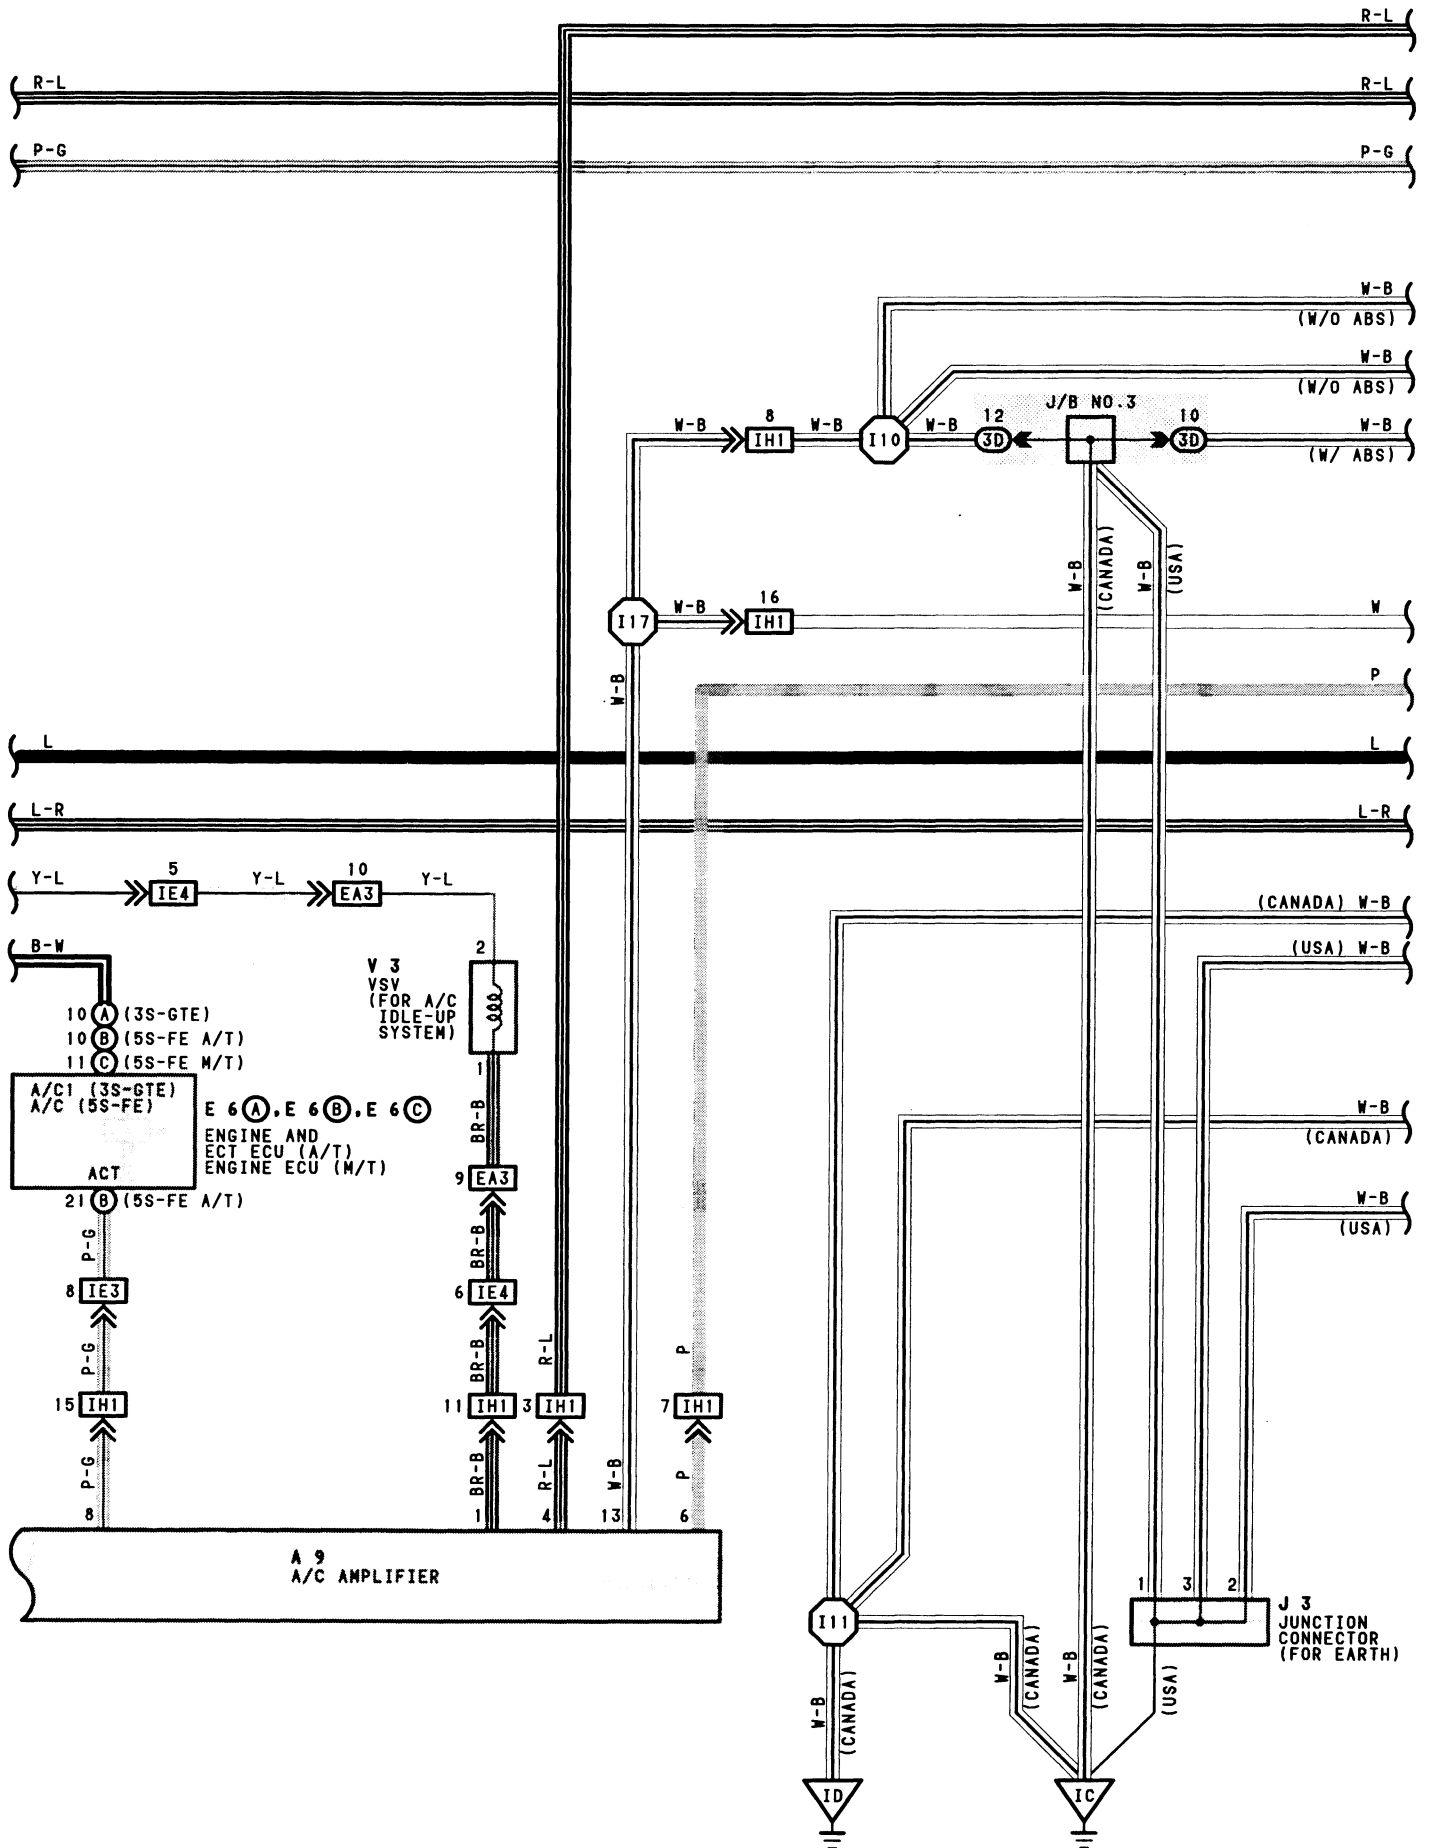 R-L
R-L
R-L
P-G
P-G
W-B
(W/O ABS)
W-B
(W/O ABS)
J/B NO.3
W-B
8
IH1
W-B
I10
W-B
12
3D
10
3D
W-B
(W/ ABS)
W-B
(CANADA)
W-B
(USA)
I17
W-B
16
IH1
W
W-B
P
L
L
L-R
L-R
Y-L
5
IE4
Y-L
10
EA3
Y-L
(CANADA) W-B
B-W
(USA) W-B
2
V 3
VSV
(FOR A/C
IDLE-UP
SYSTEM)
1
10 A (3S-GTE)
10 B (5S-FE A/T)
11 C (5S-FE M/T)
A/C1 (3S-GTE)
A/C (5S-FE)
ACT
E 6 A, E 6 B, E 6 C
ENGINE AND
ECT ECU (A/T)
ENGINE ECU (M/T)
BR-B
W-B
(CANADA)
9 EA3
21 B (5S-FE A/T)
W-B
(USA)
P-G
BR-B
8 IE3
6 IE4
P-G
BR-B
R-L
P
15 IH1
11 IH1
3 IH1
7 IH1
P-G
BR-B
R-L
W-B
P
8
1
4
13
6
A 9
A/C AMPLIFIER
1
3
2
J 3
JUNCTION
CONNECTOR
(FOR EARTH)
I11
W-B
(CANADA)
W-B
(CANADA)
W-B
(CANADA)
(USA)
ID
IC